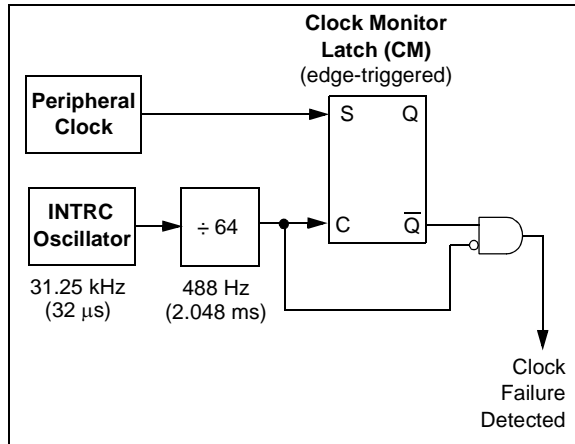 Clock Monitor
Latch (CM)
(edge-triggered)
Peripheral
Clock
S
Q
INTRC
Oscillator
÷ 64
C
Q̅
31.25 kHz
(32 μs)
488 Hz
(2.048 ms)
Clock
Failure
Detected